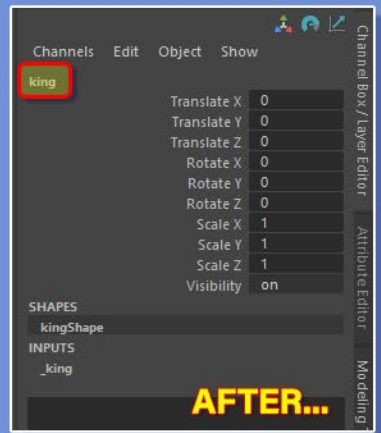 Channels Edit Object Show
king
Translate X 0
Translate Y 0
Translate Z 0
Rotate X 0
Rotate Y 0
Rotate Z 0
Scale X 1
Scale Y 1
Scale Z 1
Visibility on
SHAPES
kingShape
INPUTS
_king
AFTER...
Channel Box / Layer Editor
Attribute Editor
Modeling